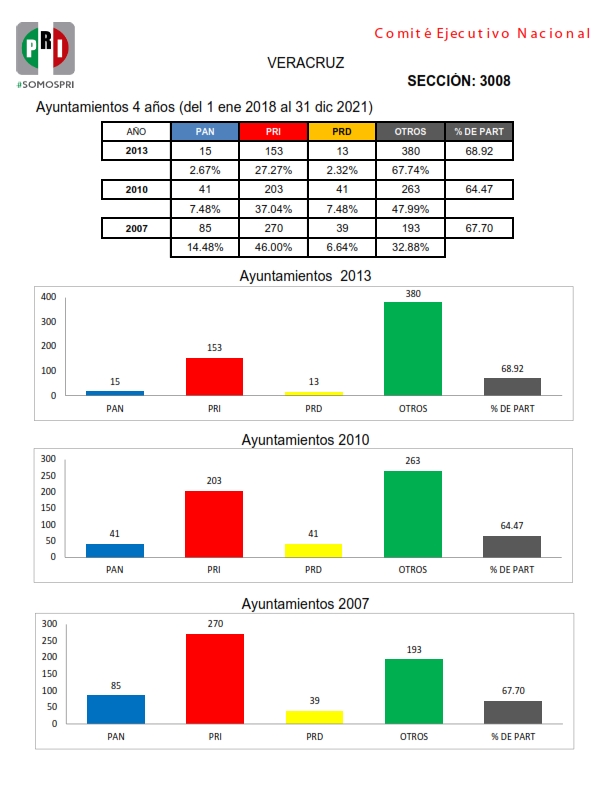 Comité Ejecutivo Nacional
PRI
#SOMOSPRI
VERACRUZ
SECCIÓN: 3008
Ayuntamientos 4 años (del 1 ene 2018 al 31 dic 2021)
AÑO PAN PRI PRD OTROS % DE PART
2013 15 153 13 380 68.92
2.67% 27.27% 2.32% 67.74%
2010 41 203 41 263 64.47
7.48% 37.04% 7.48% 47.99%
2007 85 270 39 193 67.70
14.48% 46.00% 6.64% 32.88%
Ayuntamientos 2013
400
300
200
100
0
15 153 13 380 68.92
PAN PRI PRD OTROS % DE PART
Ayuntamientos 2010
300
250
200
150
100
50
0
41 203 41 263 64.47
PAN PRI PRD OTROS % DE PART
Ayuntamientos 2007
300
250
200
150
100
50
0
85 270 39 193 67.70
PAN PRI PRD OTROS % DE PART